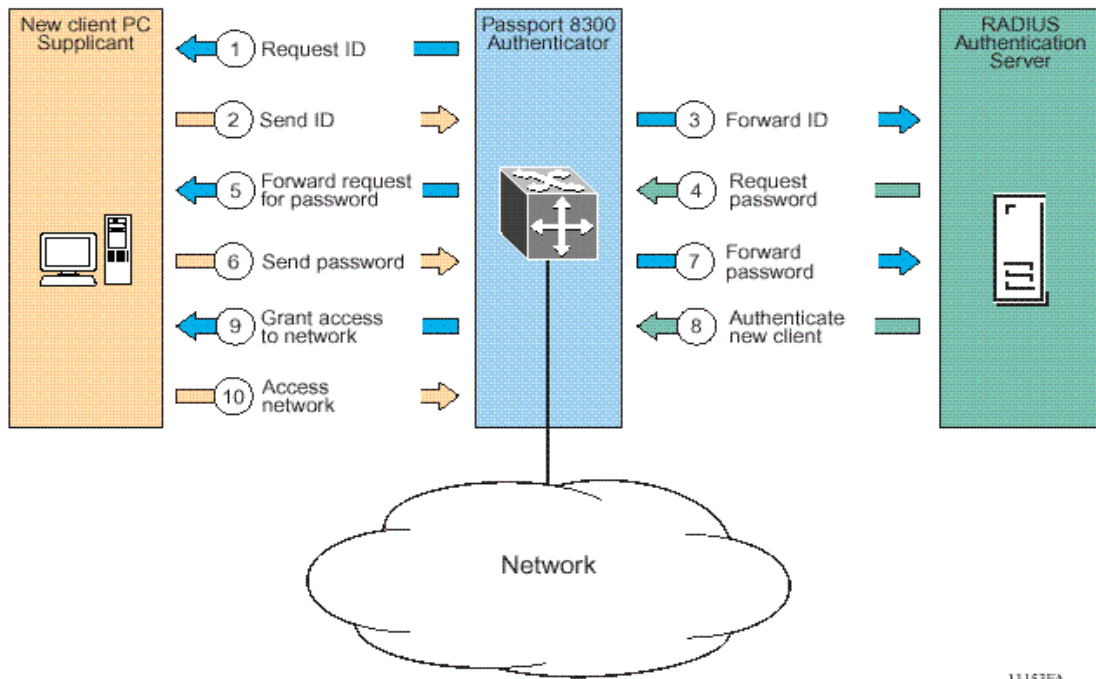 New client PC
Supplicant
Passport 8300
Authenticator
RADIUS
Authentication
Server
1 Request ID
2 Send ID
3 Forward ID
5 Forward request
for password
4 Request
password
6 Send password
7 Forward
password
9 Grant access
to network
8 Authenticate
new client
10 Access
network
Network
11153FA